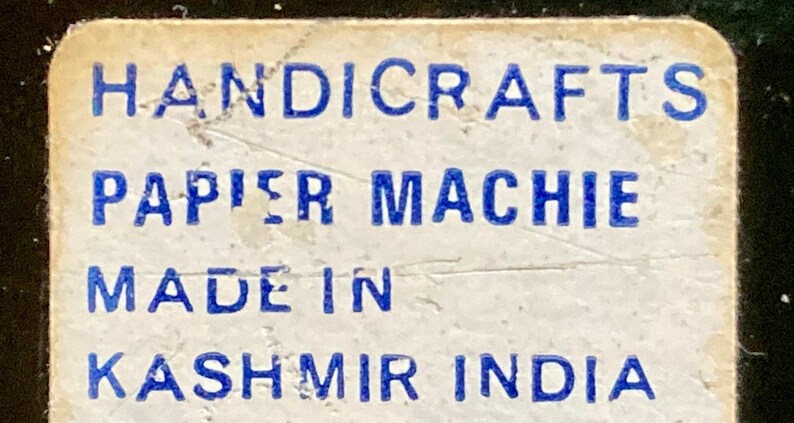 HANDICRAFTS
PAPIER MACHIE
MADE IN
KASHMIR INDIA